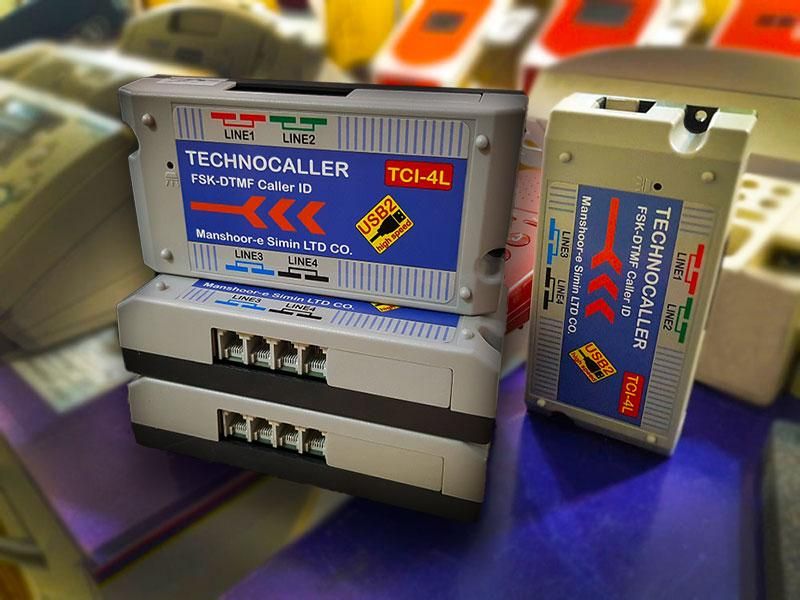 LINE1 LINE2
TECHNOCALLER
TCI-4L
FSK-DTMF Caller ID
USB2
high speed
Manshoor-e Simin LTD CO.
LINE3 LINE4
Manshoor-e Simin LTD CO.
LINE3 LINE4
LINE1 LINE2
TECHNOCALLER
TCI-4L
FSK-DTMF Caller ID
USB2
high speed
Manshoor-e Simin LTD CO.
LINE3 LINE4